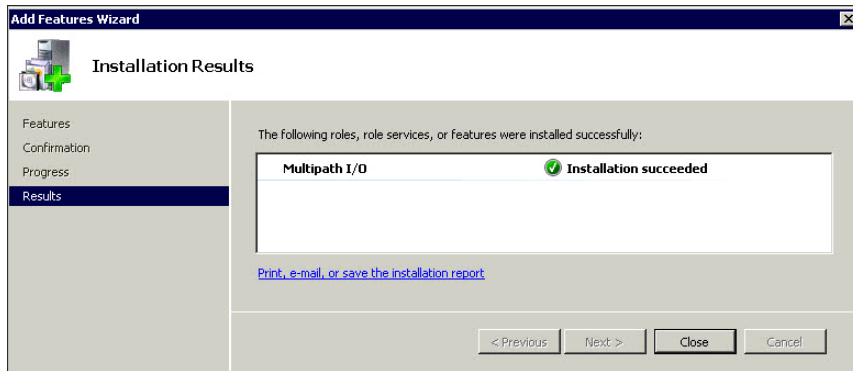 Add Features Wizard
Installation Results
Features
Confirmation
Progress
Results
The following roles, role services, or features were installed successfully:
Multipath I/O Installation succeeded
Print, e-mail, or save the installation report
< Previous Next > Close Cancel